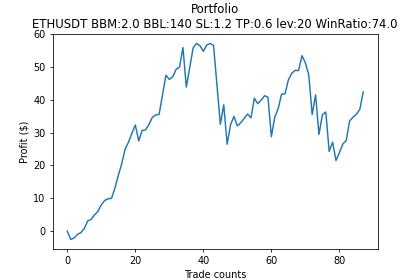 Portfolio
ETHUSDT BBM:2.0 BBL:140 SL:1.2 TP:0.6 lev:20 WinRatio:74.0
60
50
40
30
20
10
0
Profit ($)
0 20 40 60 80
Trade counts